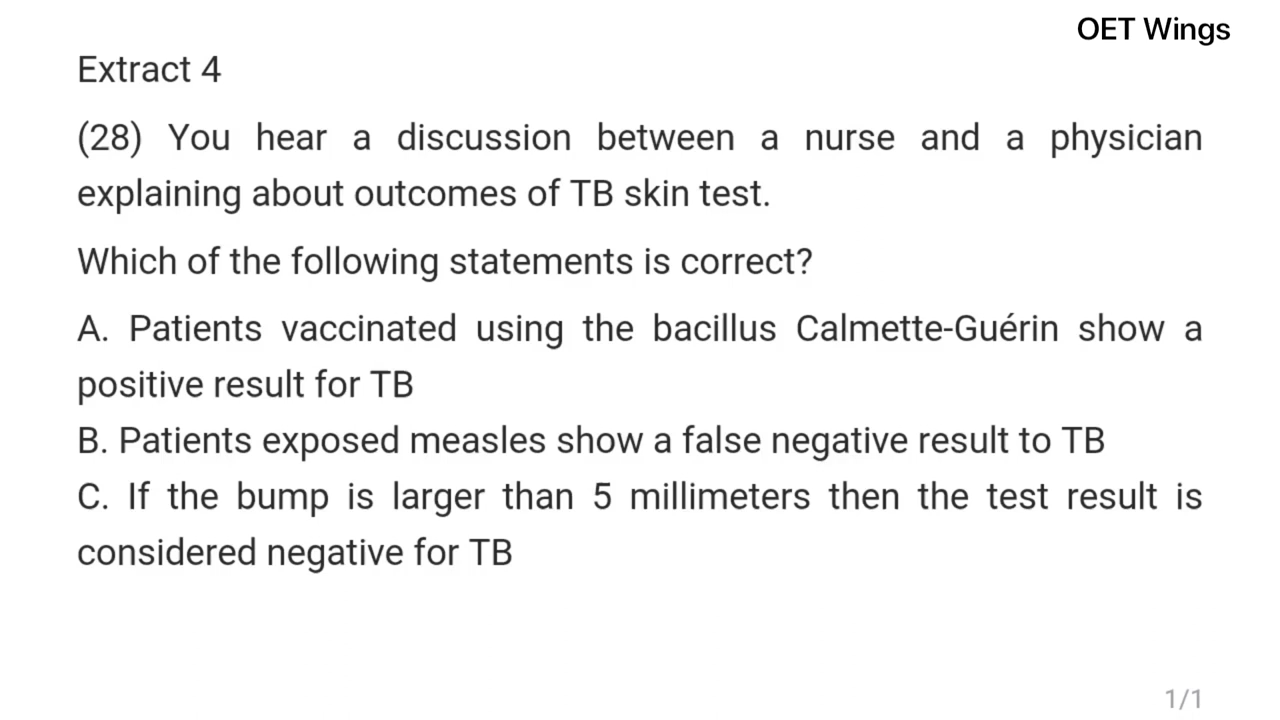 OET Wings
Extract 4
(28) You hear a discussion between a nurse and a physician
explaining about outcomes of TB skin test.
Which of the following statements is correct?
A. Patients vaccinated using the bacillus Calmette-Guérin show a
positive result for TB
B. Patients exposed measles show a false negative result to TB
C. If the bump is larger than 5 millimeters then the test result is
considered negative for TB
1/1